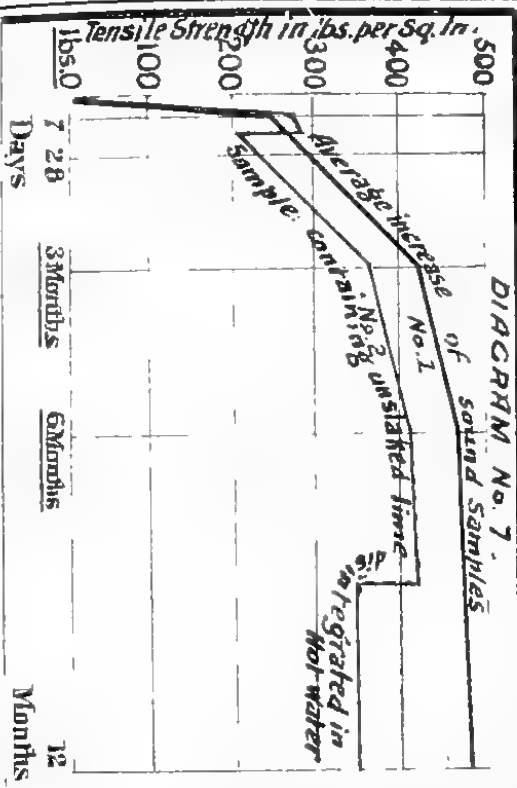 DIAGRAM No. 7.
Tensile Strength in lbs. per Sq. In.
lbs. 0 100 200 300 400 500
Average increase of sound samples
No. 1
No. 2
Sample containing unslaked lime
disintegrated in
Hot water
7 28 3 Months 6 Months 12
Days Months